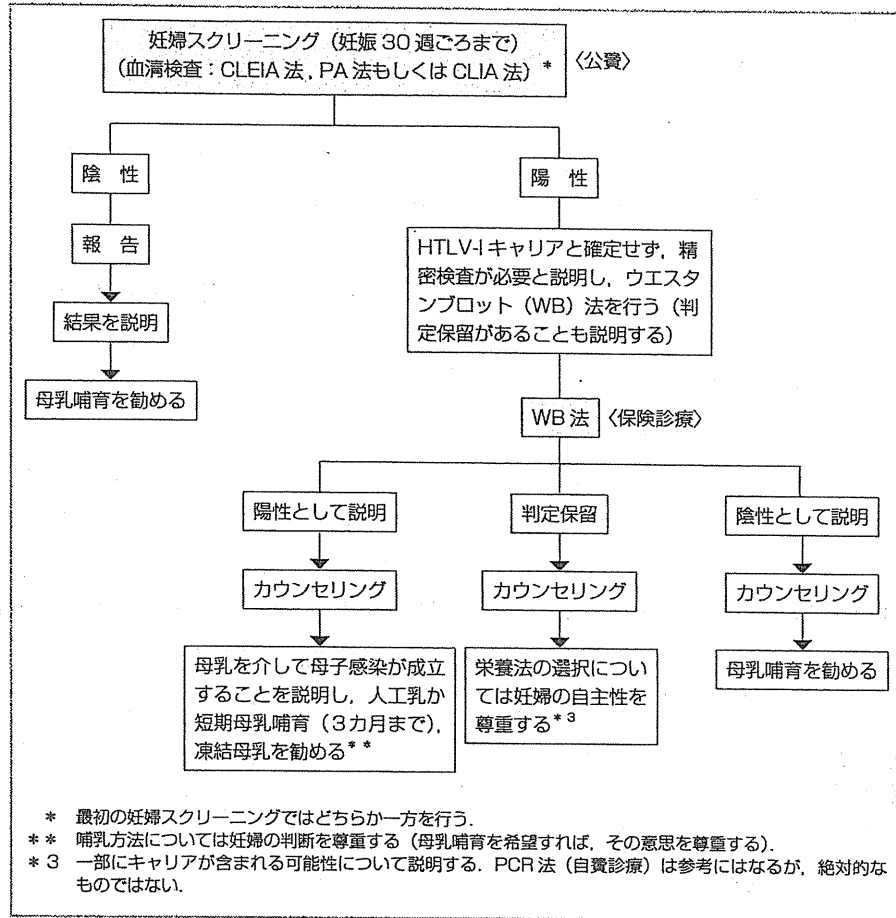 妊婦スクリーニング（妊娠30週ごろまで）
（血清検査：CLEIA法，PA法もしくはCLIA法）* 〈公費〉
陰 性
陽 性
報 告
HTLV-Iキャリアと確定せず，精
密検査が必要と説明し，ウエスタ
ンブロット（WB）法を行う（判
定保留があることも説明する）
結果を説明
母乳哺育を勧める
WB法 〈保険診療〉
陽性として説明
判定保留
陰性として説明
カウンセリング
カウンセリング
カウンセリング
母乳を介して母子感染が成立
することを説明し，人工乳か
短期母乳哺育（3カ月まで），
凍結母乳を勧める**
栄養法の選択につい
ては妊婦の自主性を
尊重する*3
母乳哺育を勧める
* 最初の妊婦スクリーニングではどちらか一方を行う．
** 哺乳方法については妊婦の判断を尊重する（母乳哺育を希望すれば，その意思を尊重する）．
*3 一部にキャリアが含まれる可能性について説明する．PCR法（自費診療）は参考にはなるが，絶対的な
ものではない．